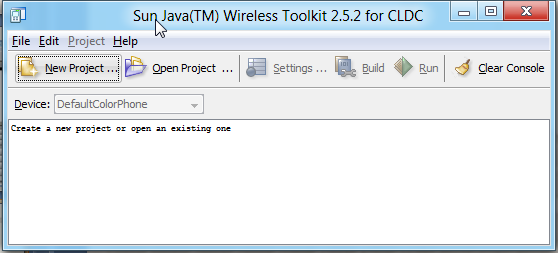 Sun Java(TM) Wireless Toolkit 2.5.2 for CLDC
File Edit Project Help
New Project ... Open Project ... Settings ... Build Run Clear Console
Device: DefaultColorPhone
Create a new project or open an existing one